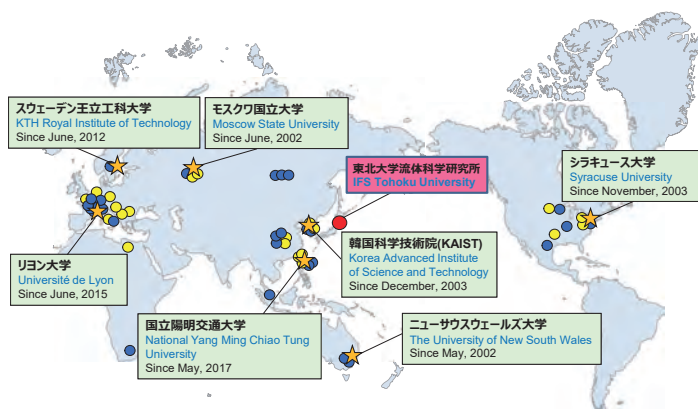 スウェーデン王立工科大学
KTH Royal Institute of Technology
Since June, 2012
モスクワ国立大学
Moscow State University
Since June, 2002
東北大学流体科学研究所
IFS Tohoku University
シラキュース大学
Syracuse University
Since November, 2003
リヨン大学
Université de Lyon
Since June, 2015
韓国科学技術院(KAIST)
Korea Advanced Institute
of Science and Technology
Since December, 2003
国立陽明交通大学
National Yang Ming Chiao Tung
University
Since May, 2017
ニューサウスウェールズ大学
The University of New South Wales
Since May, 2002